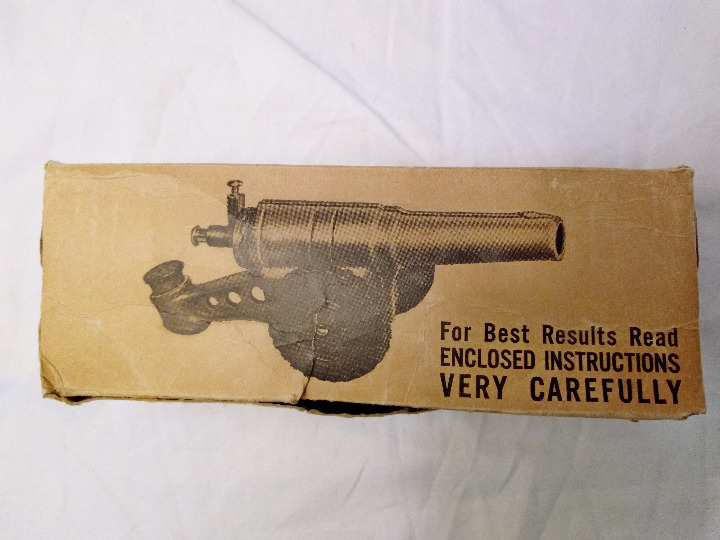 For Best Results Read
ENCLOSED INSTRUCTIONS
VERY CAREFULLY